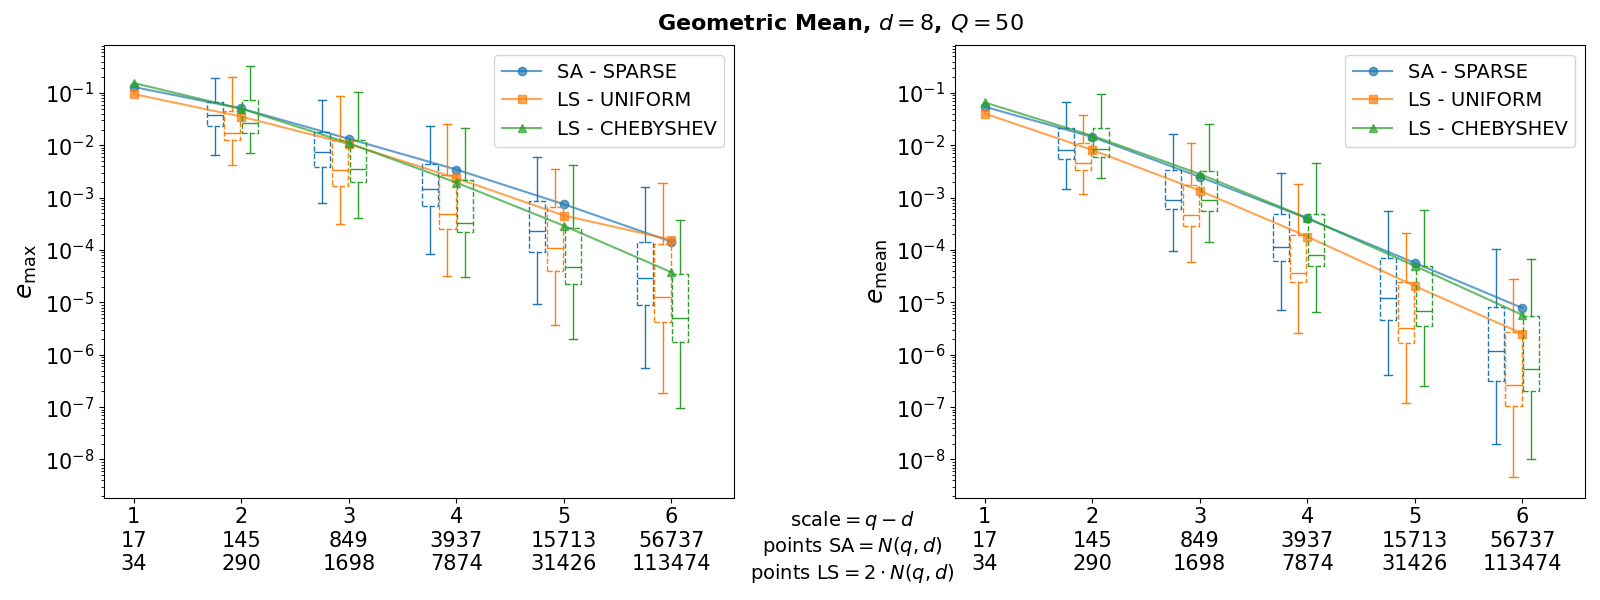 Geometric Mean, d = 8, Q = 50
SA - SPARSE
LS - UNIFORM
LS - CHEBYSHEV
10⁻¹
10⁻²
10⁻³
10⁻⁴
10⁻⁵
10⁻⁶
10⁻⁷
10⁻⁸
e_max
1 2 3 4 5 6
17 145 849 3937 15713 56737
34 290 1698 7874 31426 113474
scale = q − d
points SA = N(q, d)
points LS = 2 · N(q, d)
SA - SPARSE
LS - UNIFORM
LS - CHEBYSHEV
10⁻¹
10⁻²
10⁻³
10⁻⁴
10⁻⁵
10⁻⁶
10⁻⁷
10⁻⁸
e_mean
1 2 3 4 5 6
17 145 849 3937 15713 56737
34 290 1698 7874 31426 113474